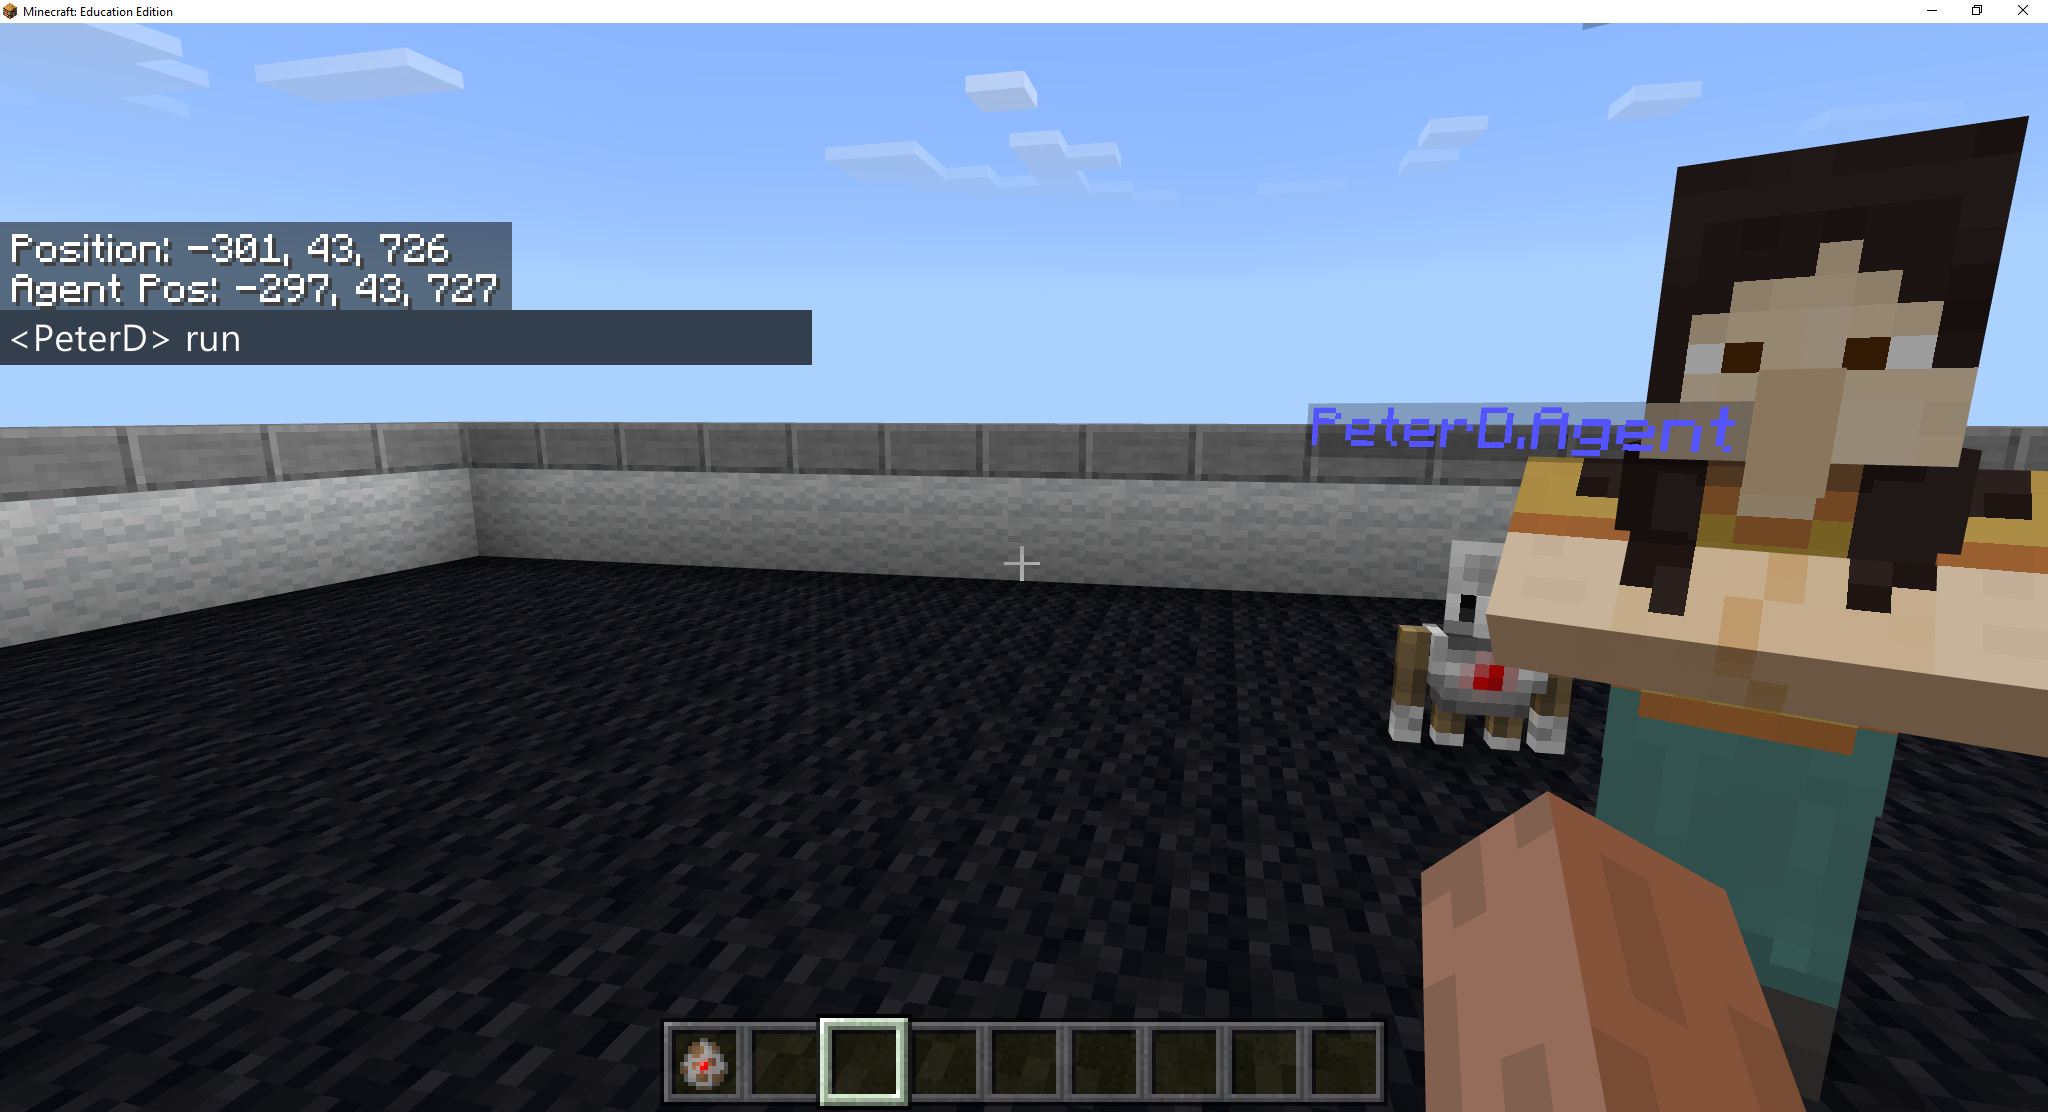 Minecraft: Education Edition
Position: -301, 43, 726
Agent Pos: -297, 43, 727
<PeterD> run
PeterD.Agent